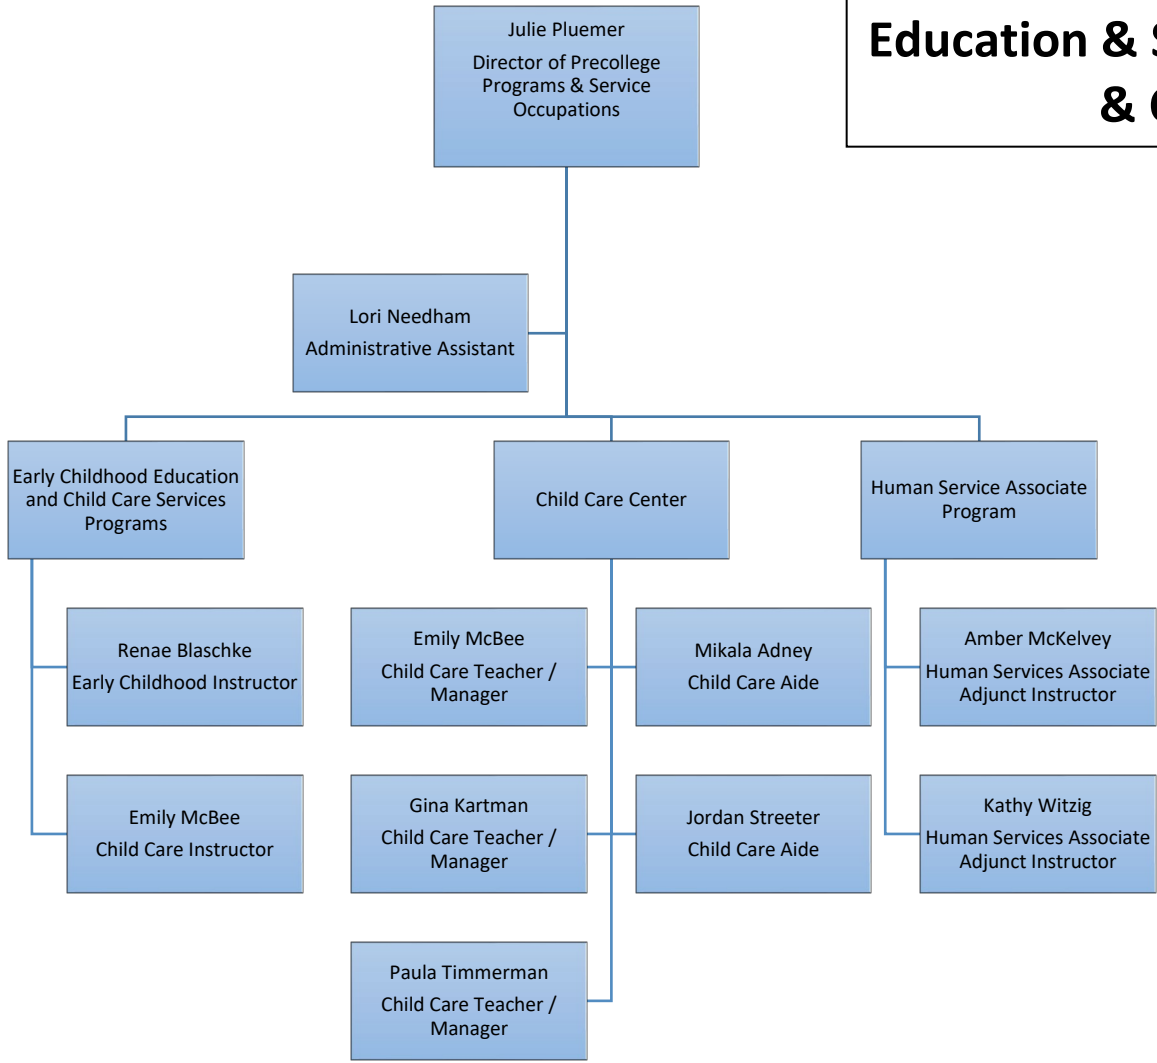 Julie Pluemer
Director of Precollege
Programs & Service
Occupations
Education &
&
Lori Needham
Administrative Assistant
Early Childhood Education
and Child Care Services
Programs
Child Care Center
Human Service Associate
Program
Renae Blaschke
Early Childhood Instructor
Emily McBee
Child Care Teacher /
Manager
Mikala Adney
Child Care Aide
Amber McKelvey
Human Services Associate
Adjunct Instructor
Emily McBee
Child Care Instructor
Gina Kartman
Child Care Teacher /
Manager
Jordan Streeter
Child Care Aide
Kathy Witzig
Human Services Associate
Adjunct Instructor
Paula Timmerman
Child Care Teacher /
Manager